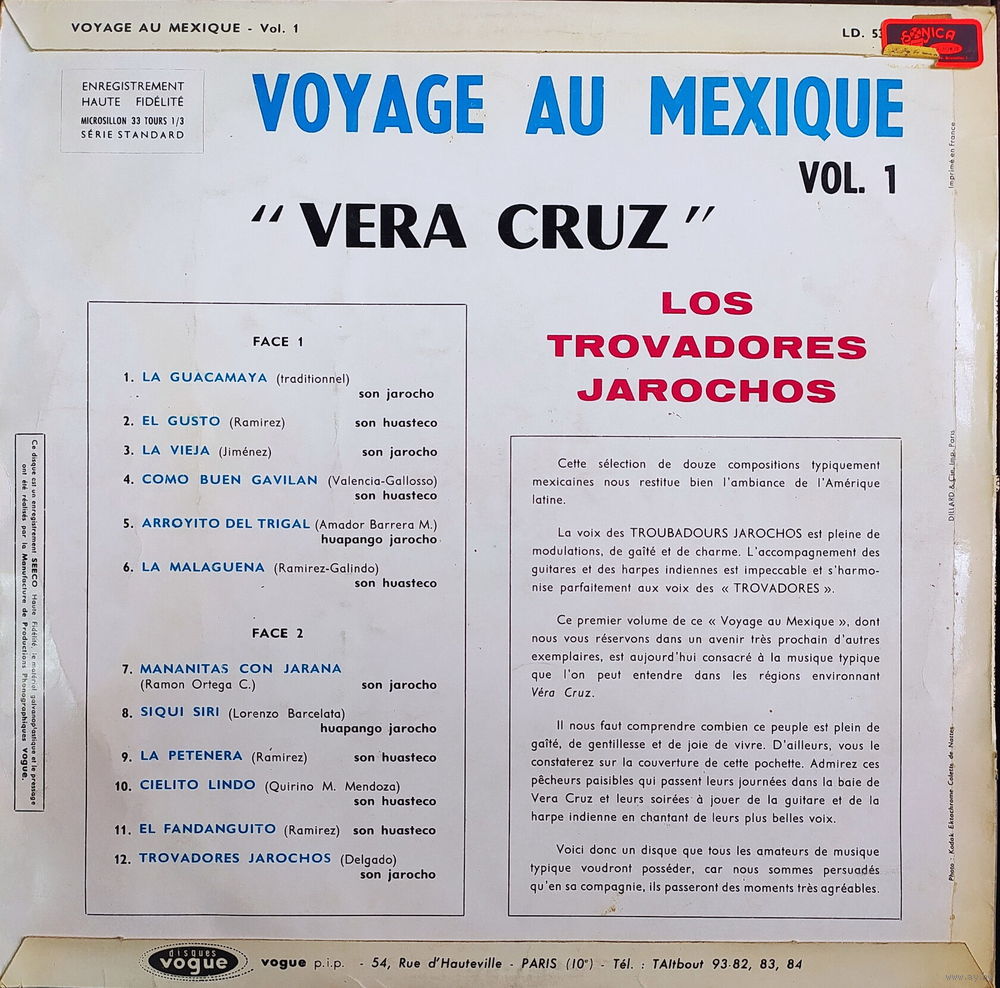 VOYAGE AU MEXIQUE - Vol. 1
LD.
SONICA
ENREGISTREMENT
HAUTE FIDÉLITÉ
MICROSILLON 33 TOURS 1/3
SÉRIE STANDARD
VOYAGE AU MEXIQUE
VOL. 1
" VERA CRUZ "
LOS
TROVADORES
JAROCHOS
FACE 1
1. LA GUACAMAYA (traditionnel)
son jarocho
2. EL GUSTO (Ramirez) son huasteco
3. LA VIEJA (Jiménez) son jarocho
4. COMO BUEN GAVILAN (Valencia-Gallosso)
son huasteco
5. ARROYITO DEL TRIGAL (Amador Barrera M.)
huapango jarocho
6. LA MALAGUENA (Ramirez-Galindo)
son huasteco
FACE 2
7. MANANITAS CON JARANA
(Ramon Ortega C.) son jarocho
8. SIQUI SIRI (Lorenzo Barcelata)
huapango jarocho
9. LA PETENERA (Ramirez) son huasteco
10. CIELITO LINDO (Quirino M. Mendoza)
son huasteco
11. EL FANDANGUITO (Ramirez) son huasteco
12. TROVADORES JAROCHOS (Delgado)
son jarocho
Cette sélection de douze compositions typiquement
mexicaines nous restitue bien l'ambiance de l'Amérique
latine.
La voix des TROUBADOURS JAROCHOS est pleine de
modulations, de gaîté et de charme. L'accompagnement des
guitares et des harpes indiennes est impeccable et s'harmo-
nise parfaitement aux voix des « TROVADORES ».
Ce premier volume de ce « Voyage au Mexique », dont
nous vous réservons dans un avenir très prochain d'autres
exemplaires, est aujourd'hui consacré à la musique typique
que l'on peut entendre dans les régions environnant
Véra Cruz.
Il nous faut comprendre combien ce peuple est plein de
gaîté, de gentillesse et de joie de vivre. D'ailleurs, vous le
constaterez sur la couverture de cette pochette. Admirez ces
pêcheurs paisibles qui passent leurs journées dans la baie de
Vera Cruz et leurs soirées à jouer de la guitare et de la
harpe indienne en chantant de leurs plus belles voix.
Voici donc un disque que tous les amateurs de musique
typique voudront posséder, car nous sommes persuadés
qu'en sa compagnie, ils passeront des moments très agréables.
Ce disque est un enregistrement SEECO Haute Fidélité, le matériel galvanoplastique et le pressage
ont été réalisés par la Manufacture de Productions Phonographiques vogue.
Imprimé en France
DILLARD & Cie. Imp. Paris
Photo : Kodak Ektachrome Colette de Nattes
disques
vogue
vogue p.i.p. - 54, Rue d'Hauteville - PARIS (10e) - Tél. : TAItbout 93-82, 83, 84